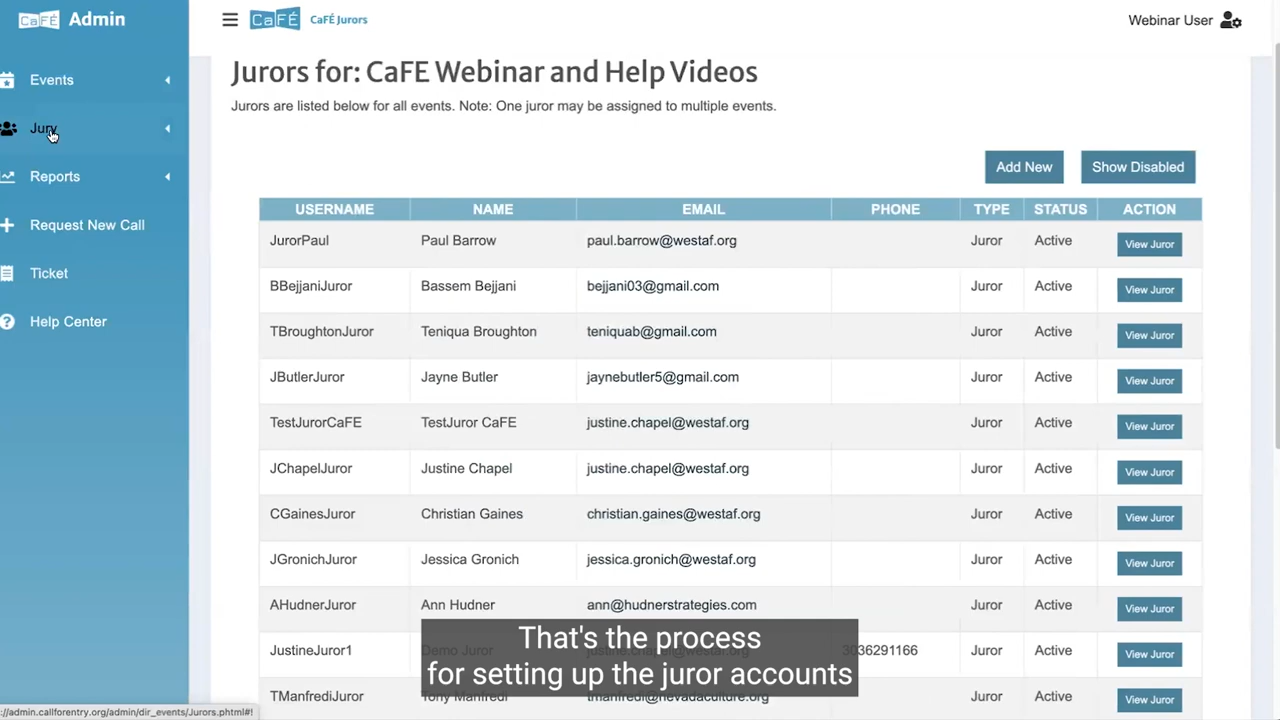 CaFÉ Admin
CaFÉ CaFÉ Jurors
Webinar User
Events
Jury
Reports
Request New Call
Ticket
Help Center
Jurors for: CaFE Webinar and Help Videos
Jurors are listed below for all events. Note: One juror may be assigned to multiple events.
Add New Show Disabled
USERNAME NAME EMAIL PHONE TYPE STATUS ACTION
JurorPaul Paul Barrow paul.barrow@westaf.org Juror Active View Juror
BBejjaniJuror Bassem Bejjani bejjani03@gmail.com Juror Active View Juror
TBroughtonJuror Teniqua Broughton teniquab@gmail.com Juror Active View Juror
JButlerJuror Jayne Butler jaynebutler5@gmail.com Juror Active View Juror
TestJurorCaFE TestJuror CaFE justine.chapel@westaf.org Juror Active View Juror
JChapelJuror Justine Chapel justine.chapel@westaf.org Juror Active View Juror
CGainesJuror Christian Gaines christian.gaines@westaf.org Juror Active View Juror
JGronichJuror Jessica Gronich jessica.gronich@westaf.org Juror Active View Juror
AHudnerJuror Ann Hudner ann@hudnerstrategies.com Juror Active View Juror
JustineJuror1 Demo Juror 3036291166 Juror Active View Juror
TManfrediJuror Tony Manfredi tmanfredi@nevadaculture.org Juror Active View Juror
That's the process
for setting up the juror accounts
://admin.callforentry.org/admin/dir_events/Jurors.phtml#!